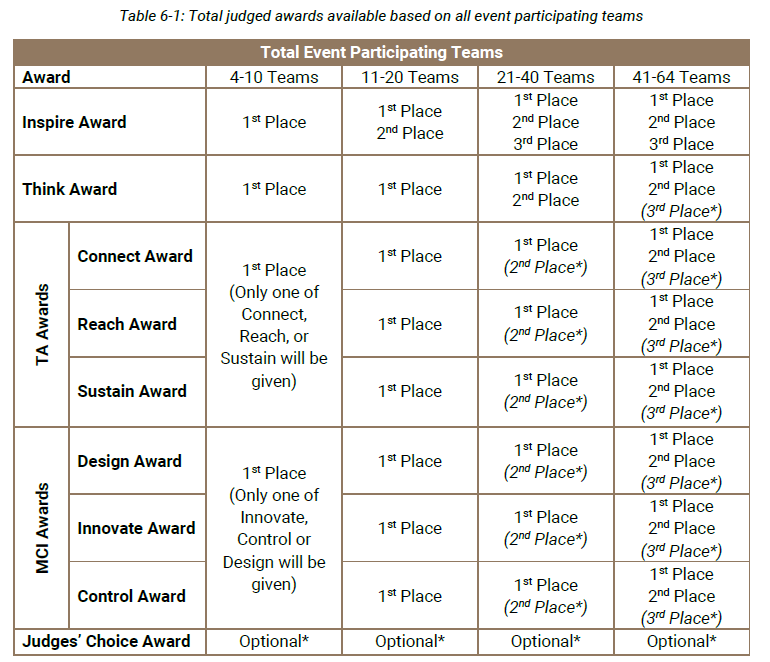 Table 6-1: Total judged awards available based on all event participating teams
Total Event Participating Teams
Award 4-10 Teams 11-20 Teams 21-40 Teams 41-64 Teams
Inspire Award
1st Place
1st Place
2nd Place
1st Place
2nd Place
3rd Place
1st Place
2nd Place
3rd Place
Think Award
1st Place
1st Place
1st Place
2nd Place
1st Place
2nd Place
(3rd Place*)
TA Awards
Connect Award
1st Place
(Only one of
Connect,
Reach, or
Sustain will be
given)
1st Place
1st Place
(2nd Place*)
1st Place
2nd Place
(3rd Place*)
Reach Award
1st Place
1st Place
(2nd Place*)
1st Place
2nd Place
(3rd Place*)
Sustain Award
1st Place
1st Place
(2nd Place*)
1st Place
2nd Place
(3rd Place*)
MCI Awards
Design Award
1st Place
(Only one of
Innovate,
Control or
Design will be
given)
1st Place
1st Place
(2nd Place*)
1st Place
2nd Place
(3rd Place*)
Innovate Award
1st Place
1st Place
(2nd Place*)
1st Place
2nd Place
(3rd Place*)
Control Award
1st Place
1st Place
(2nd Place*)
1st Place
2nd Place
(3rd Place*)
Judges' Choice Award Optional* Optional* Optional* Optional*